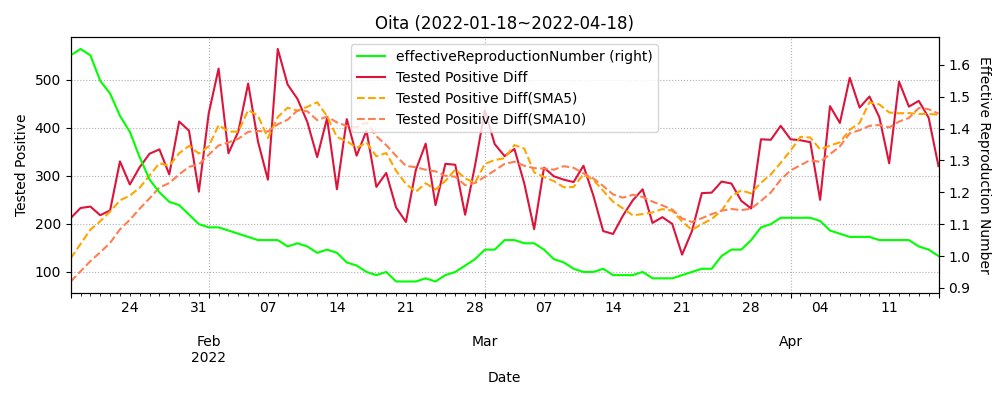 Oita (2022-01-18~2022-04-18)
effectiveReproductionNumber (right)
Tested Positive Diff
Tested Positive Diff(SMA5)
Tested Positive Diff(SMA10)
Tested Positive
500
400
300
200
100
1.6
1.5
1.4
1.3
1.2
1.1
1.0
0.9
Effective Reproduction Number
24 31 07 14 21 28 07 14 21 28 04 11
Feb Mar Apr
2022
Date